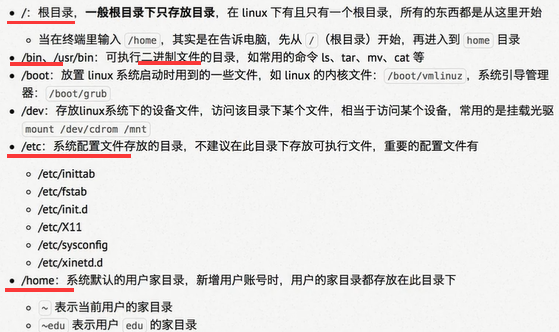 • /：根目录，一般根目录下只存放目录，在 linux 下有且只有一个根目录，所有的东西都是从这里开始
◦ 当在终端里输入 /home，其实是在告诉电脑，先从 /（根目录）开始，再进入到 home 目录
• /bin、/usr/bin：可执行二进制文件的目录，如常用的命令 ls、tar、mv、cat 等
• /boot：放置 linux 系统启动时用到的一些文件，如 linux 的内核文件：/boot/vmlinuz，系统引导管理
器：/boot/grub
• /dev：存放linux系统下的设备文件，访问该目录下某个文件，相当于访问某个设备，常用的是挂载光驱
mount /dev/cdrom /mnt
• /etc：系统配置文件存放的目录，不建议在此目录下存放可执行文件，重要的配置文件有
◦ /etc/inittab
◦ /etc/fstab
◦ /etc/init.d
◦ /etc/X11
◦ /etc/sysconfig
◦ /etc/xinetd.d
• /home：系统默认的用户家目录，新增用户账号时，用户的家目录都存放在此目录下
◦ ~ 表示当前用户的家目录
◦ ~edu 表示用户 edu 的家目录